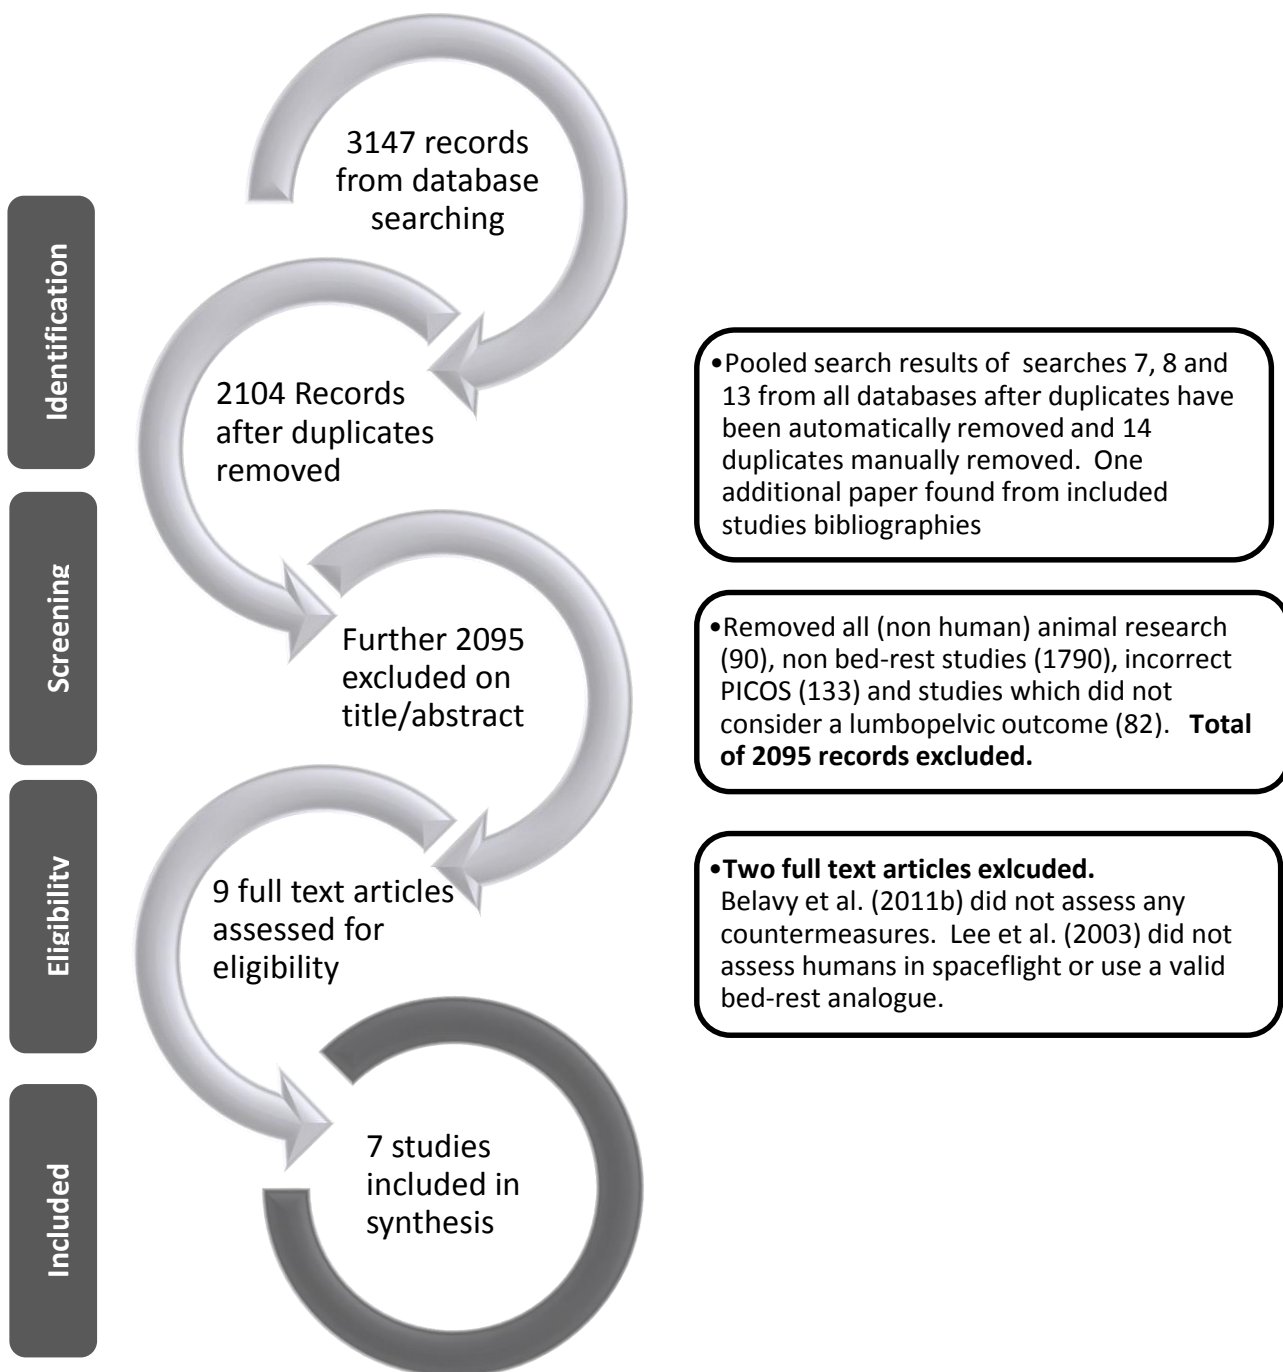 3147 records
from database
searching
Identification
2104 Records
after duplicates
removed
•Pooled search results of  searches 7, 8 and
13 from all databases after duplicates have
been automatically removed and 14
duplicates manually removed.  One
additional paper found from included
studies bibliographies
Screening
Further 2095
excluded on
title/abstract
•Removed all (non human) animal research
(90), non bed-rest studies (1790), incorrect
PICOS (133) and studies which did not
consider a lumbopelvic outcome (82).   Total
of 2095 records excluded.
Eligibility
9 full text articles
assessed for
eligibility
•Two full text articles exlcuded.
Belavy et al. (2011b) did not assess any
countermeasures.  Lee et al. (2003) did not
assess humans in spaceflight or use a valid
bed-rest analogue.
Included
7 studies
included in
synthesis